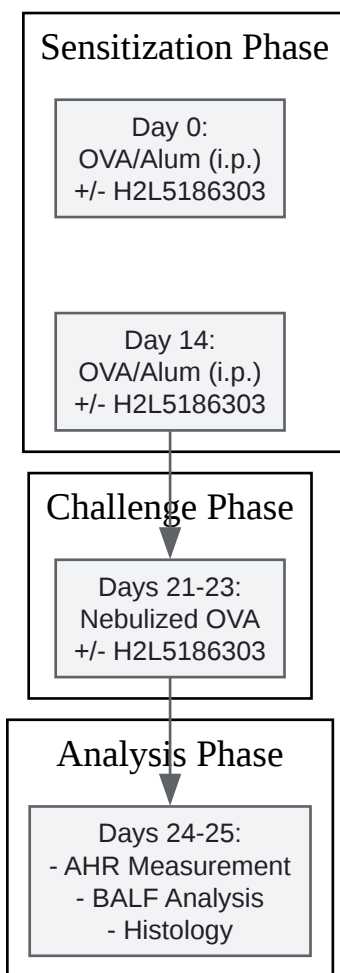 Sensitization Phase
Day 0:
OVA/Alum (i.p.)
+/- H2L5186303
Day 14:
OVA/Alum (i.p.)
+/- H2L5186303
Challenge Phase
Days 21-23:
Nebulized OVA
+/- H2L5186303
Analysis Phase
Days 24-25:
- AHR Measurement
- BALF Analysis
- Histology